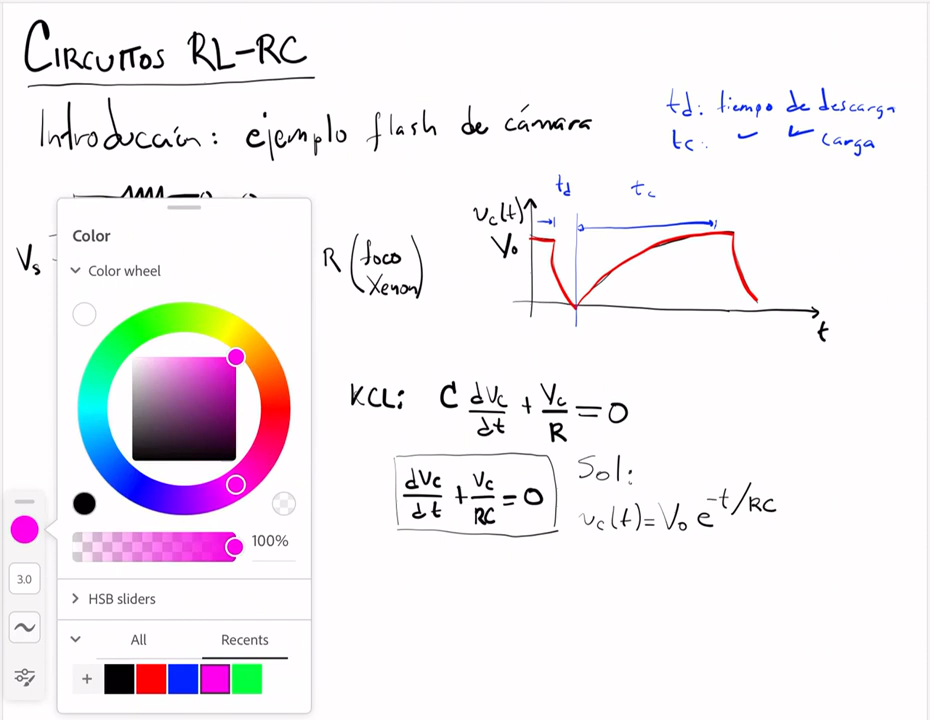 CIRCUITOS RL-RC
Introducción: ejemplo flash de cámara
td: tiempo de descarga
tc: carga
td
tc
vc(t)
V₀
t
Vs
R (foco Xenon)
Color
Color wheel
100%
3.0
HSB sliders
All
Recents
KCL: C dVc/dt + Vc/R = 0
dVc/dt + Vc/RC = 0
Sol:
vc(t) = V₀ e^-t/RC